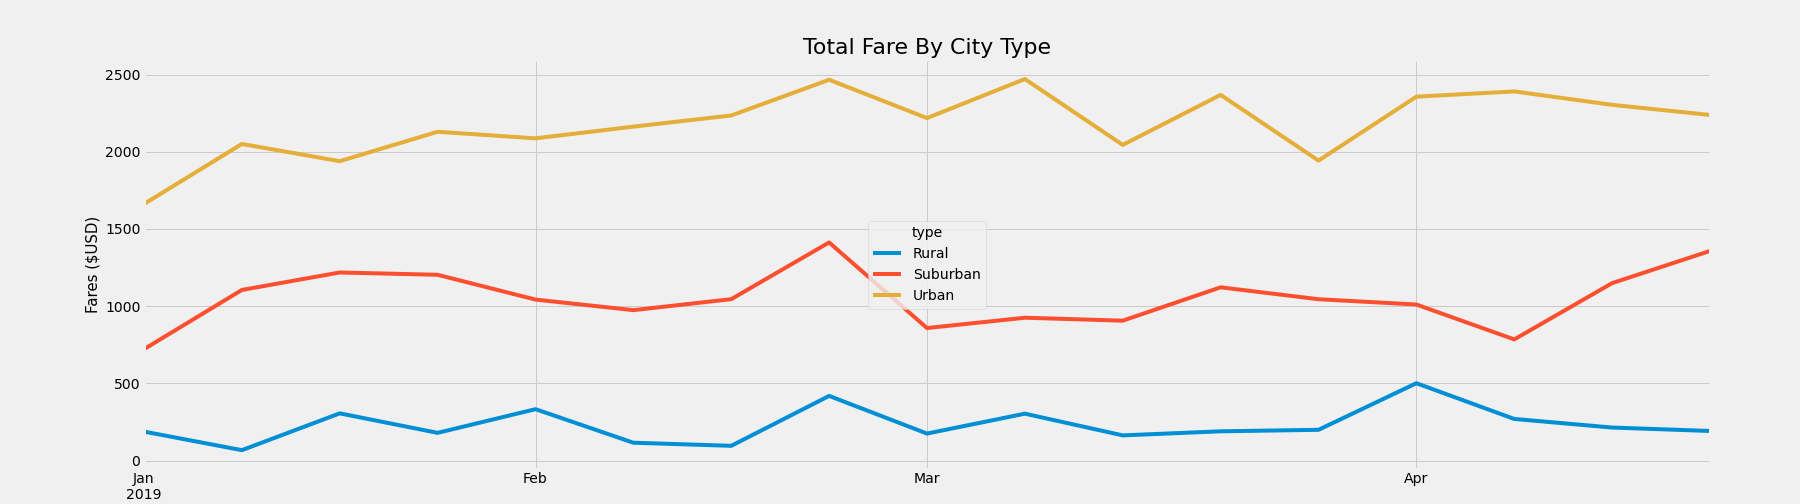 Total Fare By City Type
Fares ($USD)
2500
2000
1500
1000
500
0
type
Rural
Suburban
Urban
Jan
2019
Feb
Mar
Apr